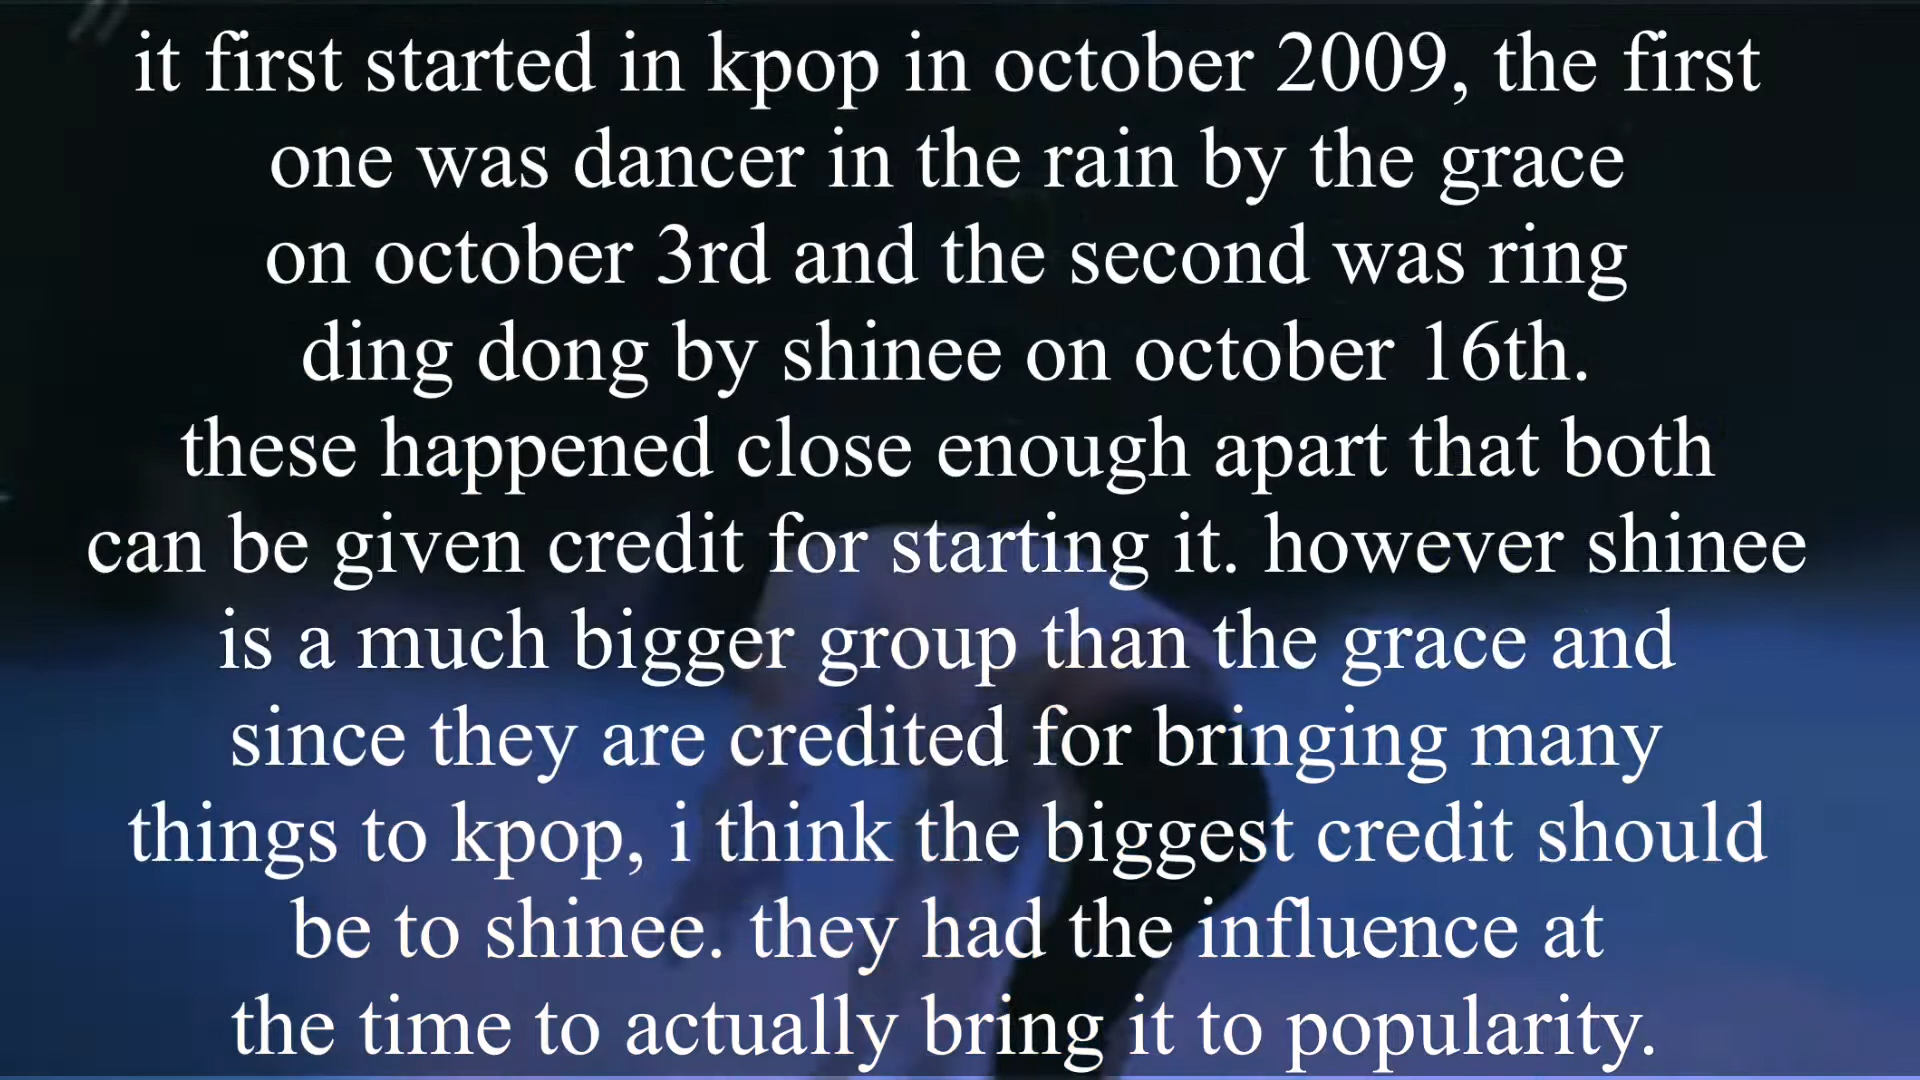 it first started in kpop in october 2009, the first
one was dancer in the rain by the grace
on october 3rd and the second was ring
ding dong by shinee on october 16th.
these happened close enough apart that both
can be given credit for starting it. however shinee
is a much bigger group than the grace and
since they are credited for bringing many
things to kpop, i think the biggest credit should
be to shinee. they had the influence at
the time to actually bring it to popularity.